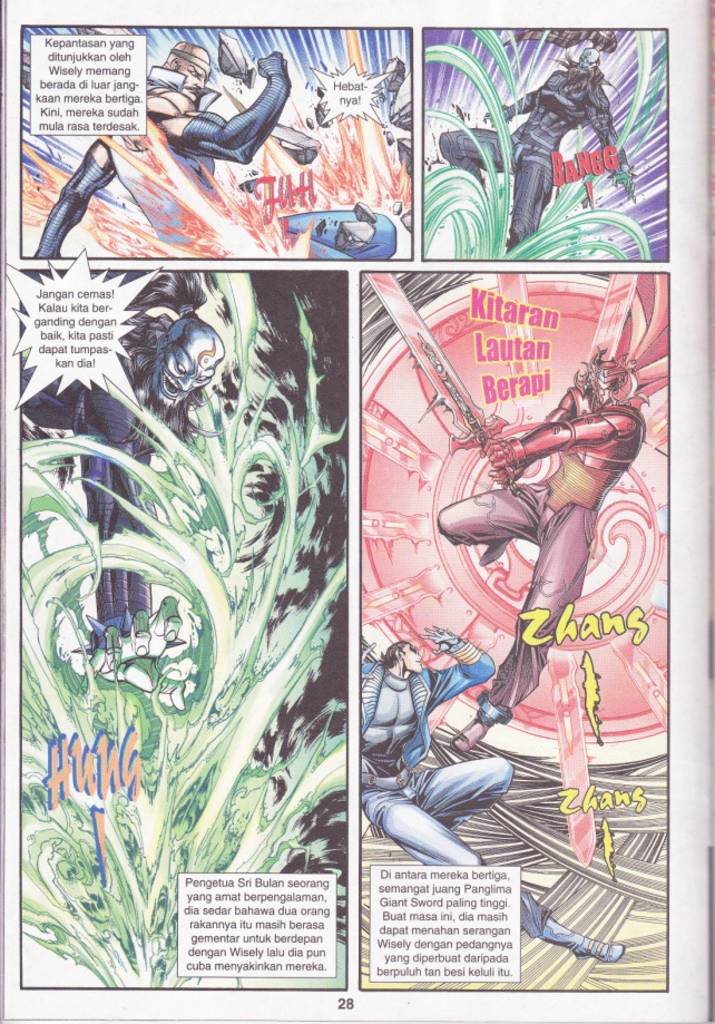 Kepantasan yang
ditunjukkan oleh
Wisely memang
berada di luar jang-
kaan mereka bertiga.
Kini, mereka sudah
mula rasa terdesak.
Hebat-
nya!
JUH
BANGG
!
Jangan cemas!
Kalau kita ber-
ganding dengan
baik, kita pasti
dapat tumpas-
kan dia!
HUUU
!
Pengetua Sri Bulan seorang
yang amat berpengalaman,
dia sedar bahawa dua orang
rakannya itu masih berasa
gementar untuk berdepan
dengan Wisely lalu dia pun
cuba menyakinkan mereka.
Kitaran
Lautan
Berapi
Zhang
!
Zhang
!
Di antara mereka bertiga,
semangat juang Panglima
Giant Sword paling tinggi.
Buat masa ini, dia masih
dapat menahan serangan
Wisely dengan pedangnya
yang diperbuat daripada
berpuluh tan besi keluli itu.
28